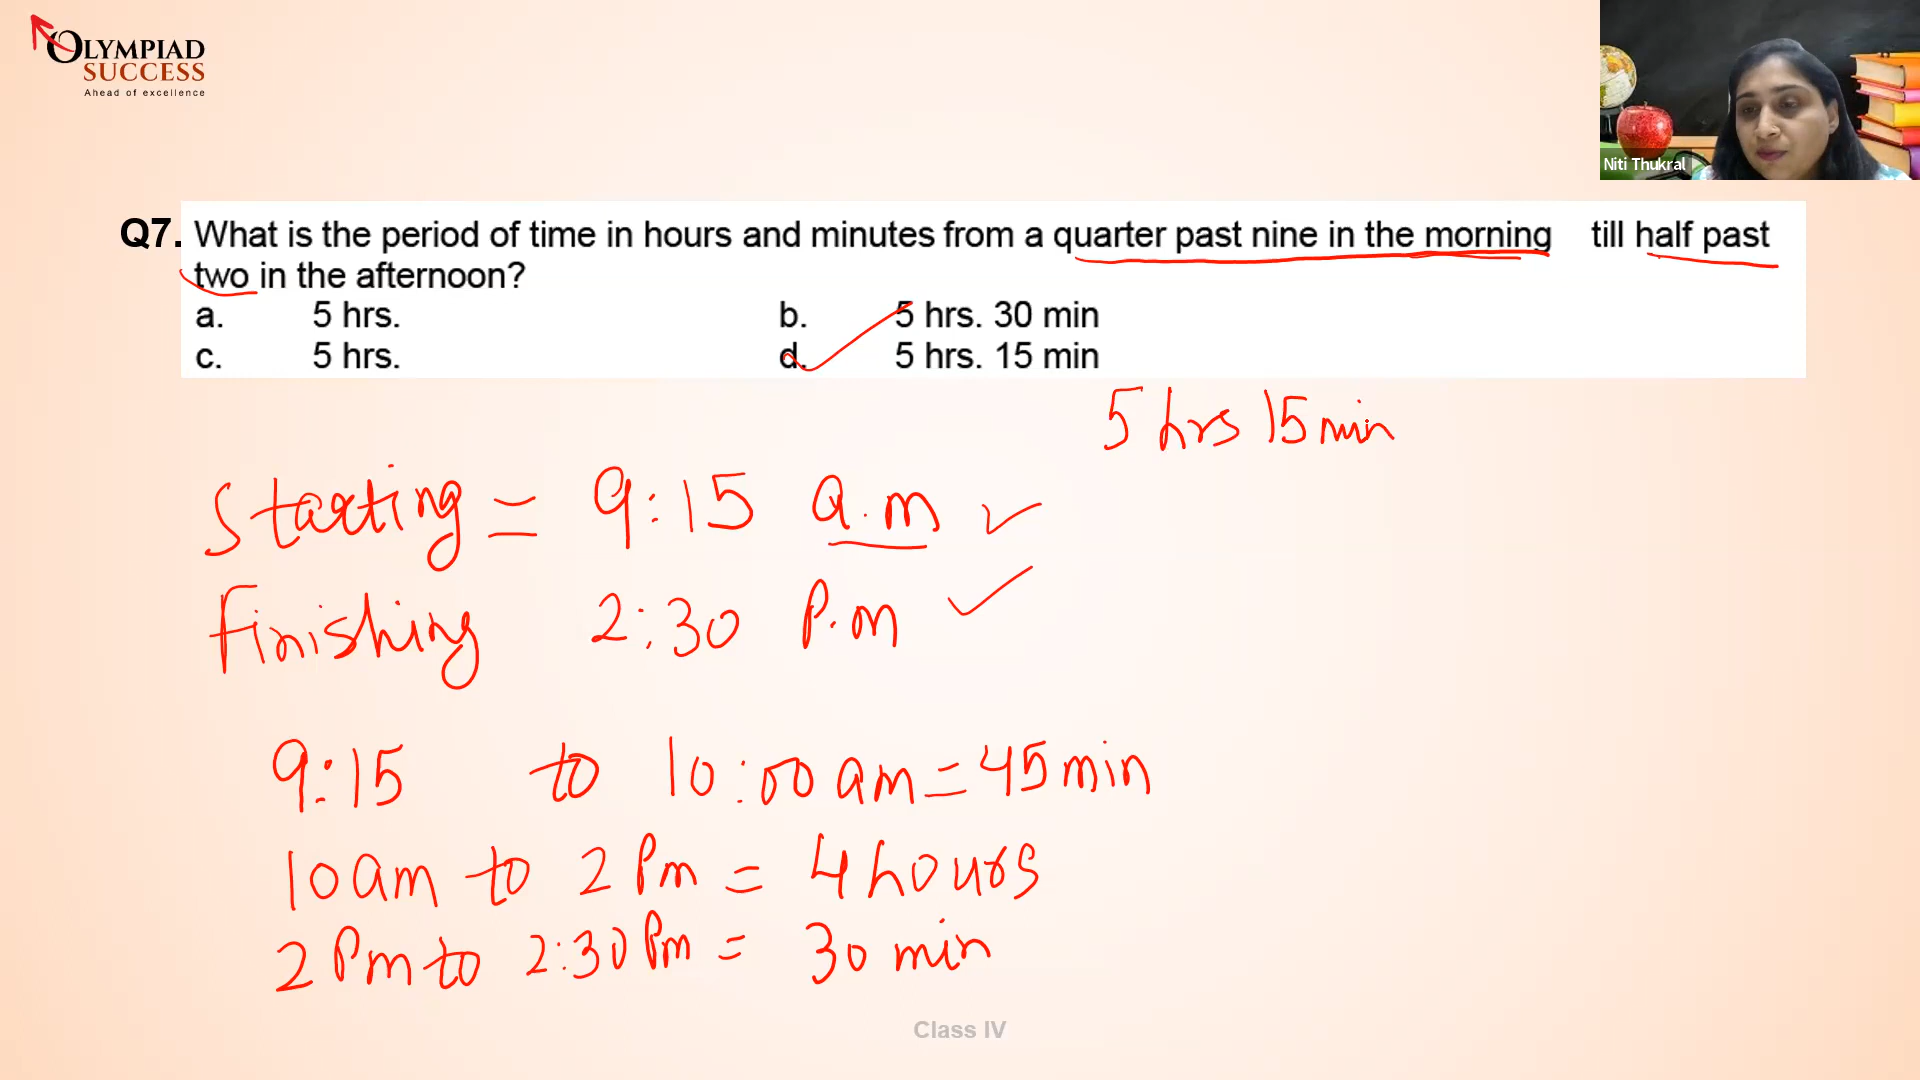 OLYMPIAD
SUCCESS
Ahead of excellence
Niti Thukral
Q7. What is the period of time in hours and minutes from a quarter past nine in the morning till half past
two in the afternoon?
a. 5 hrs. b. 5 hrs. 30 min
c. 5 hrs. d. 5 hrs. 15 min
5 hrs 15 min
Starting = 9:15 a.m
Finishing 2:30 P.m
9:15 to 10:00 am = 45 min
10 am to 2 Pm = 4 hours
2 Pm to 2:30 Pm = 30 min
Class IV